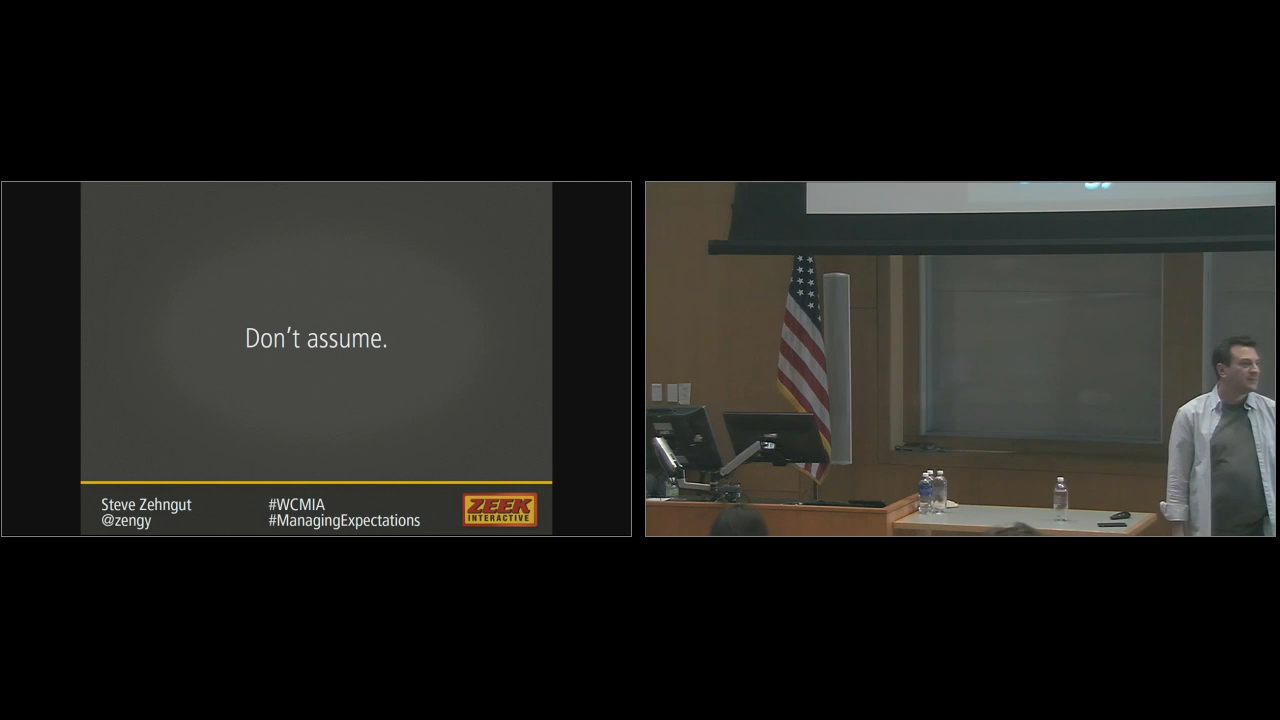 Don't assume.
Steve Zehngut
@zengy
#WCMIA
#ManagingExpectations
ZEEK
INTERACTIVE